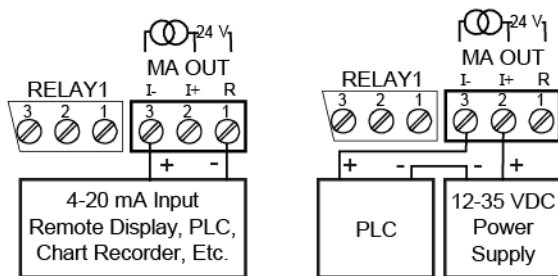 24 V
MA OUT
RELAY1 I- I+ R
3 2 1 3 2 1
+ -
4-20 mA Input
Remote Display, PLC,
Chart Recorder, Etc.
24 V
MA OUT
RELAY1 I- I+ R
3 2 1 3 2 1
+ - - +
PLC
12-35 VDC
Power
Supply